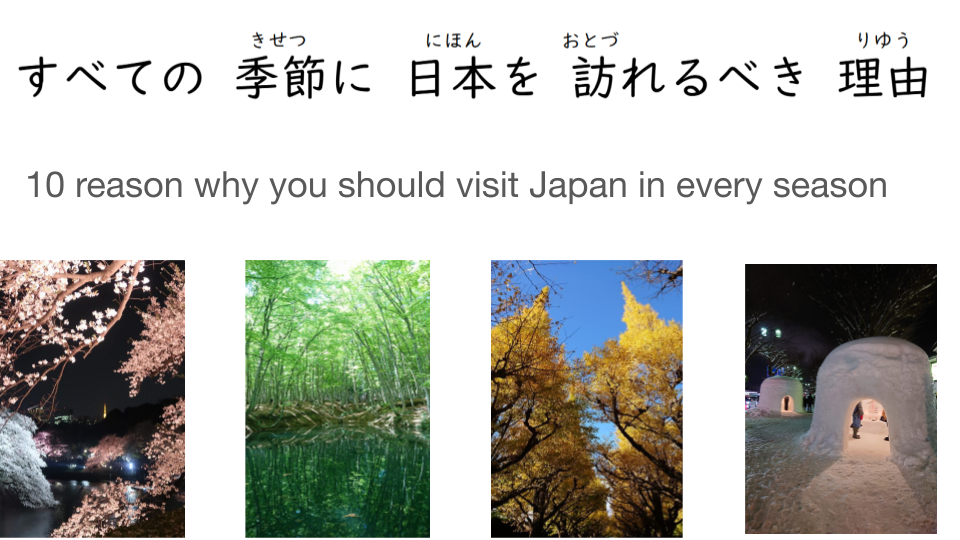 きせつ にほん おとづ りゆう
すべての 季節に 日本を 訪れるべき 理由
10 reason why you should visit Japan in every season